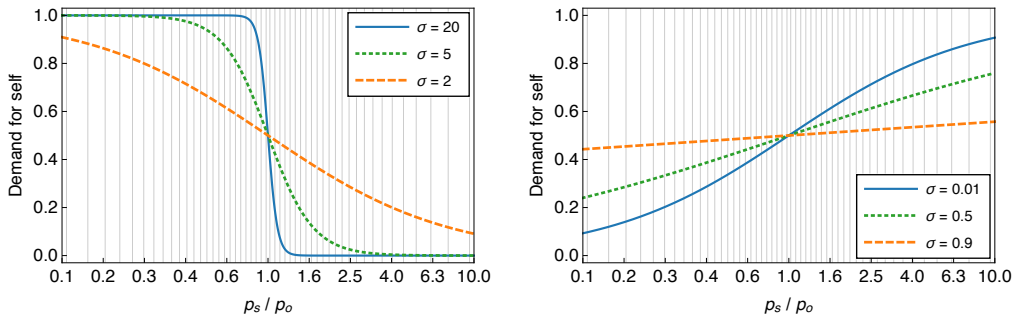 Demand for self
1.0
0.8
0.6
0.4
0.2
0.0
σ = 20
σ = 5
σ = 2
0.1 0.2 0.3 0.4 0.6 1.0 1.6 2.5 4.0 6.3 10.0
pₛ / pₒ
Demand for self
1.0
0.8
0.6
0.4
0.2
0.0
σ = 0.01
σ = 0.5
σ = 0.9
0.1 0.2 0.3 0.4 0.6 1.0 1.6 2.5 4.0 6.3 10.0
pₛ / pₒ